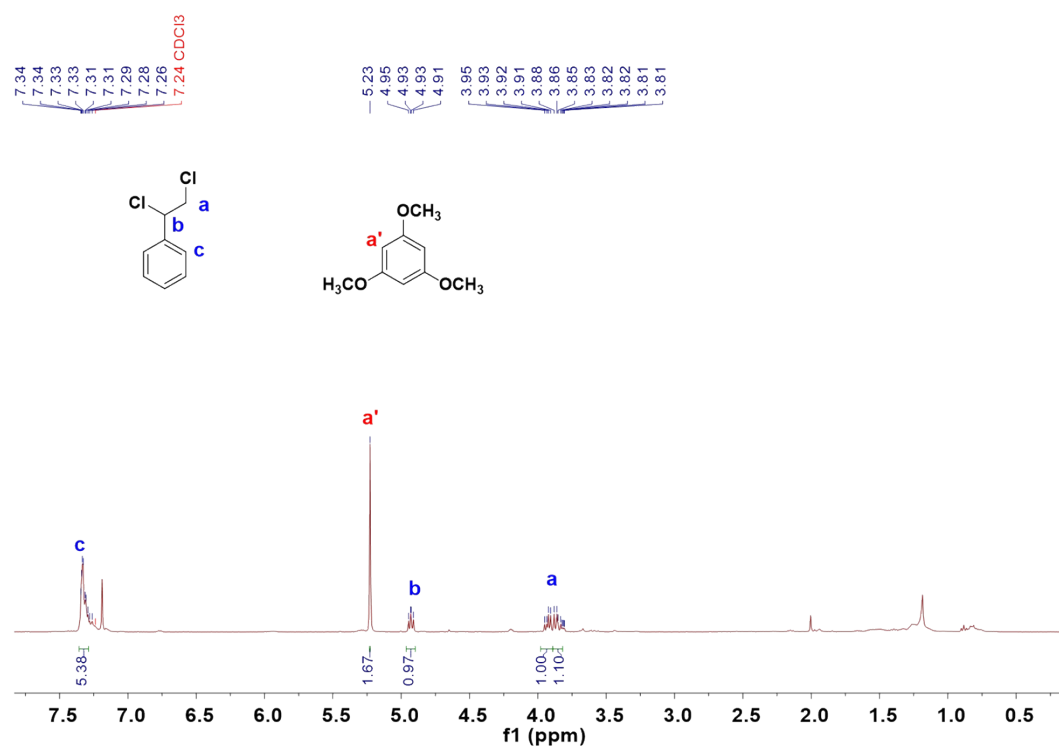 7.34
7.34
7.33
7.33
7.31
7.31
7.29
7.28
7.26
7.24 CDCl3
5.23
4.95
4.93
4.93
4.91
3.95
3.93
3.92
3.91
3.88
3.86
3.85
3.83
3.82
3.82
3.81
3.81
Cl
Cl
a
b
c
OCH3
a'
H3CO
OCH3
a'
c
b
a
5.38
1.67
0.97
1.00
1.10
7.5 7.0 6.5 6.0 5.5 5.0 4.5 4.0 3.5 3.0 2.5 2.0 1.5 1.0 0.5
f1 (ppm)